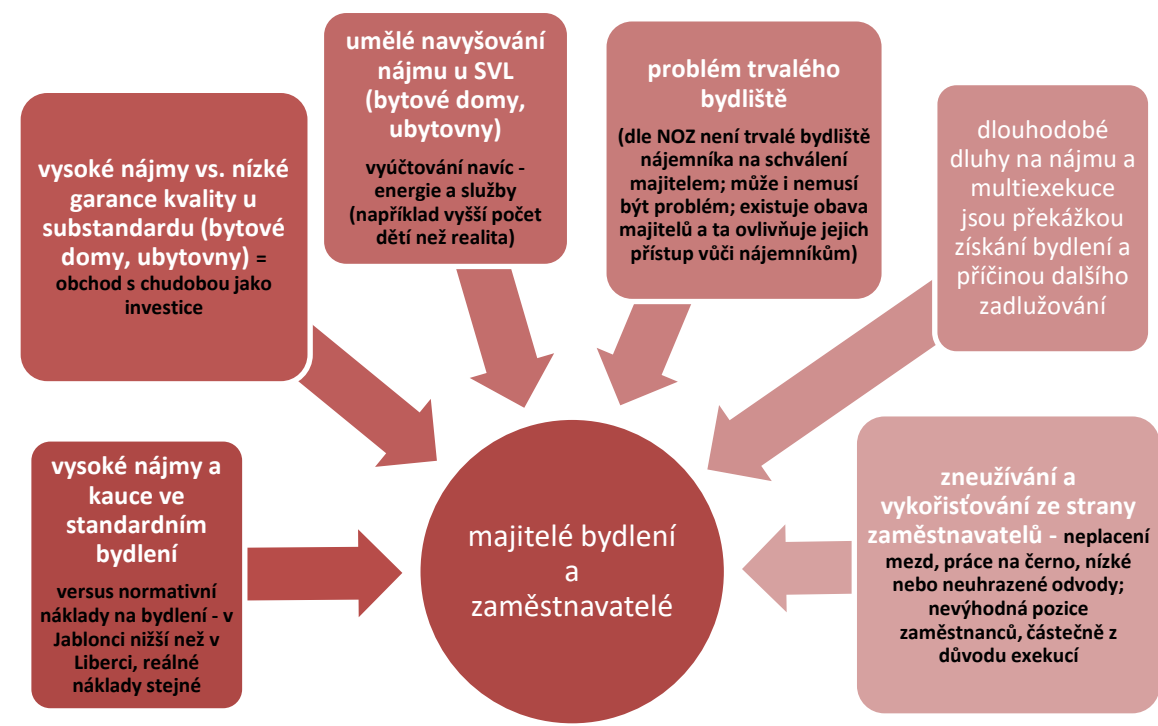 vysoké nájmy a
kauce ve
standardním
bydlení
versus normativní
náklady na bydlení - v
Jablonci nižší než v
Liberci, reálné
náklady stejné
vysoké nájmy vs. nízké
garance kvality u
substandardu (bytové
domy, ubytovny) =
obchod s chudobou jako
investice
umělé navyšování
nájmu u SVL
(bytové domy,
ubytovny)
vyúčtování navíc -
energie a služby
(například vyšší počet
dětí než realita)
problém trvalého
bydliště
(dle NOZ není trvalé bydliště
nájemníka na schválení
majitelem; může i nemusí
být problém; existuje obava
majitelů a ta ovlivňuje jejich
přístup vůči nájemníkům)
dlouhodobé
dluhy na nájmu a
multiexekuce
jsou překážkou
získání bydlení a
příčinou dalšího
zadlužování
zneužívání a
vykořisťování ze strany
zaměstnavatelů - neplacení
mezd, práce na černo, nízké
nebo neuhrazené odvody;
nevýhodná pozice
zaměstnanců, částečně z
důvodu exekucí
majitelé bydlení
a
zaměstnavatelé